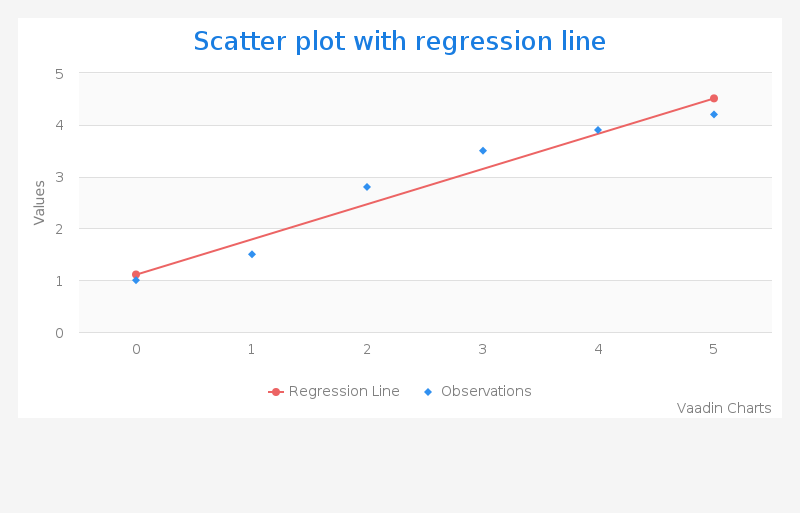 Scatter plot with regression line
5
4
3
2
1
0
Values
0 1 2 3 4 5
Regression Line Observations
Vaadin Charts